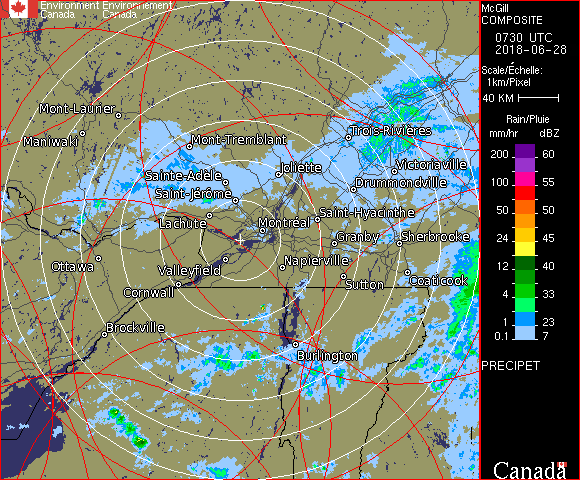 Environment Environnement
Canada Canada
McGill
COMPOSITE
0730 UTC
2018-06-28
Scale/Échelle:
1km/Pixel
40 KM
Rain/Pluie
mm/hr dBZ
200 60
100 55
50 50
24 45
12 40
4 33
1 23
0.1 7
PRECIPET
Canada
Mont-Laurier
Maniwaki
Mont-Tremblant
Trois-Rivières
Joliette
Sainte-Adèle
Saint-Jérôme
Victoriaville
Drummondville
Lachute
Montréal
Saint-Hyacinthe
Granby
Sherbrooke
Ottawa
Valleyfield
Napierville
Cornwall
Sutton
Coaticook
Brockville
Burlington